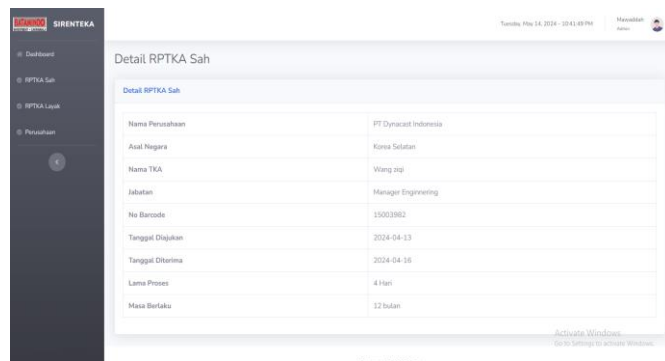 BATAMINDO
SIRENTEKA
Tuesday, May 14, 2024 - 10:41:49 PM
Mawaddah
Admin
Dashboard
RPTKA Sah
RPTKA Layak
Perusahaan
Detail RPTKA Sah
Detail RPTKA Sah
Nama Perusahaan PT Dynacast Indonesia
Asal Negara Korea Selatan
Nama TKA Wang ziqi
Jabatan Manager Enginnering
No Barcode 15003982
Tanggal Diajukan 2024-04-13
Tanggal Diterima 2024-04-16
Lama Proses 4 Hari
Masa Berlaku 12 bulan
Activate Windows
Go to Settings to activate Windows.